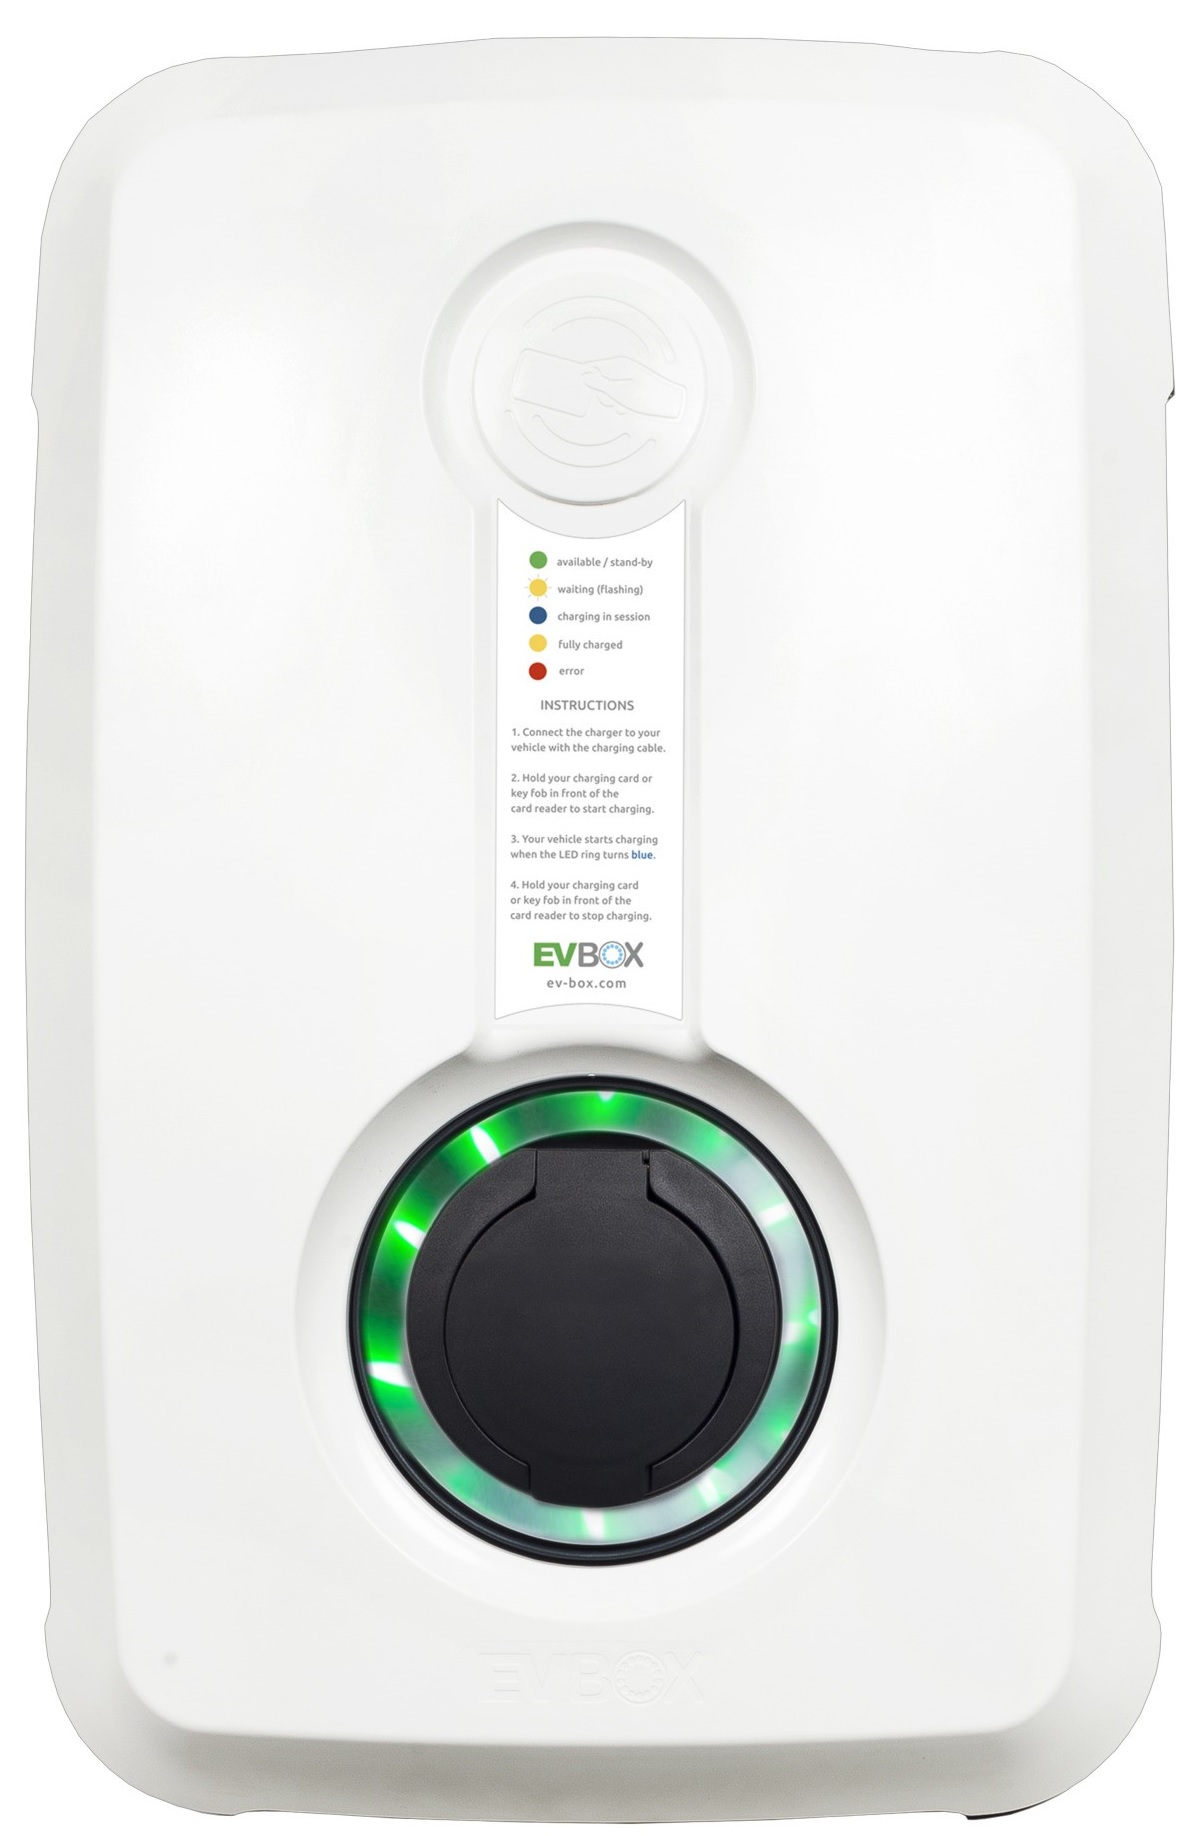 available / stand-by
waiting (flashing)
charging in session
fully charged
error
INSTRUCTIONS
1. Connect the charger to your
vehicle with the charging cable.
2. Hold your charging card or
key fob in front of the
card reader to start charging.
3. Your vehicle starts charging
when the LED ring turns blue.
4. Hold your charging card
or key fob in front of the
card reader to stop charging.
EVBOX
ev-box.com
EVBOX